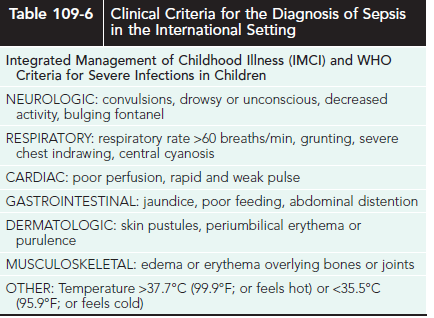 Table 109-6 Clinical Criteria for the Diagnosis of Sepsis
in the International Setting
Integrated Management of Childhood Illness (IMCI) and WHO
Criteria for Severe Infections in Children
NEUROLOGIC: convulsions, drowsy or unconscious, decreased
activity, bulging fontanel
RESPIRATORY: respiratory rate >60 breaths/min, grunting, severe
chest indrawing, central cyanosis
CARDIAC: poor perfusion, rapid and weak pulse
GASTROINTESTINAL: jaundice, poor feeding, abdominal distention
DERMATOLOGIC: skin pustules, periumbilical erythema or
purulence
MUSCULOSKELETAL: edema or erythema overlying bones or joints
OTHER: Temperature >37.7°C (99.9°F; or feels hot) or <35.5°C
(95.9°F; or feels cold)